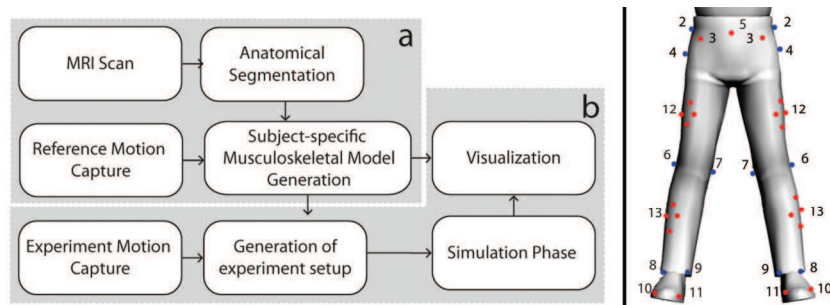 a
MRI Scan
Anatomical
Segmentation
b
Reference Motion
Capture
Subject-specific
Musculoskeletal Model
Generation
Visualization
Experiment Motion
Capture
Generation of
experiment setup
Simulation Phase
2
5
2
3
3
4
4
12
12
6
7
7
6
13
13
8
9
9
8
10
11
11
10